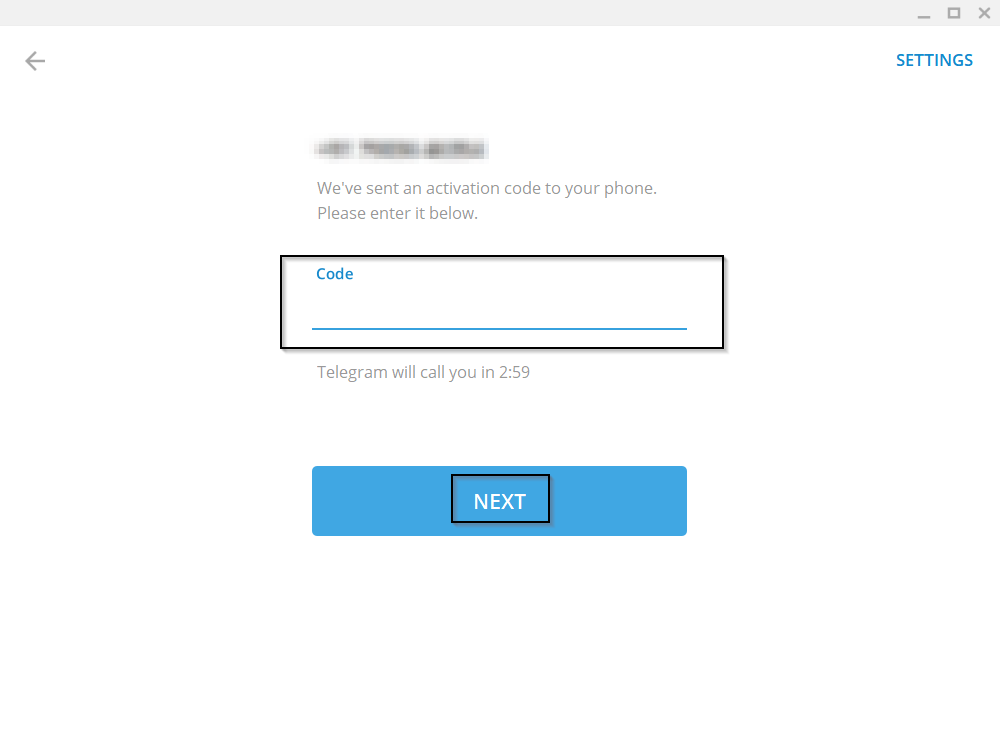 SETTINGS
We've sent an activation code to your phone.
Please enter it below.
Code
Telegram will call you in 2:59
NEXT